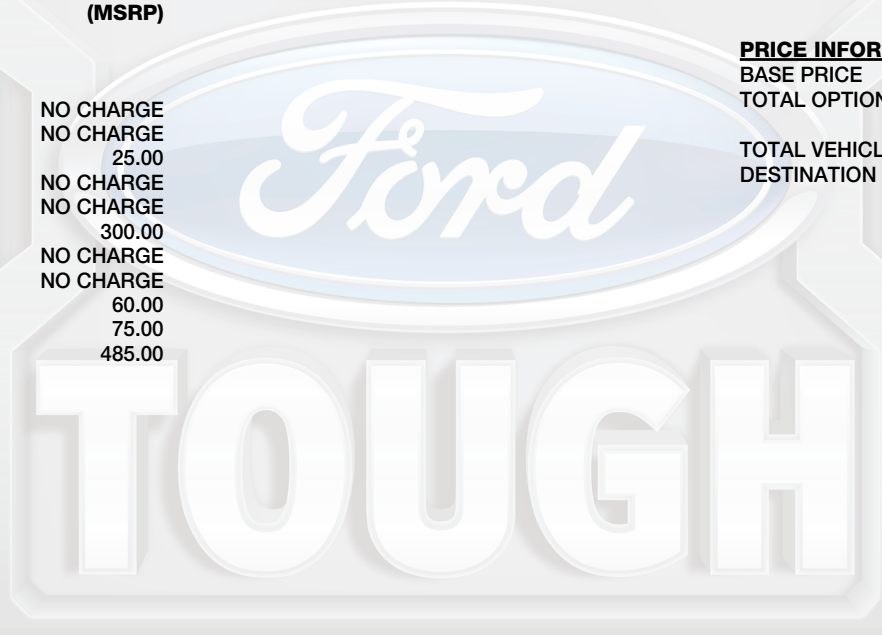 (MSRP)
NO CHARGE
NO CHARGE
25.00
NO CHARGE
NO CHARGE
300.00
NO CHARGE
NO CHARGE
60.00
75.00
485.00
PRICE INFOR
BASE PRICE
TOTAL OPTION
TOTAL VEHICL
DESTINATION
Ford
TOUGH